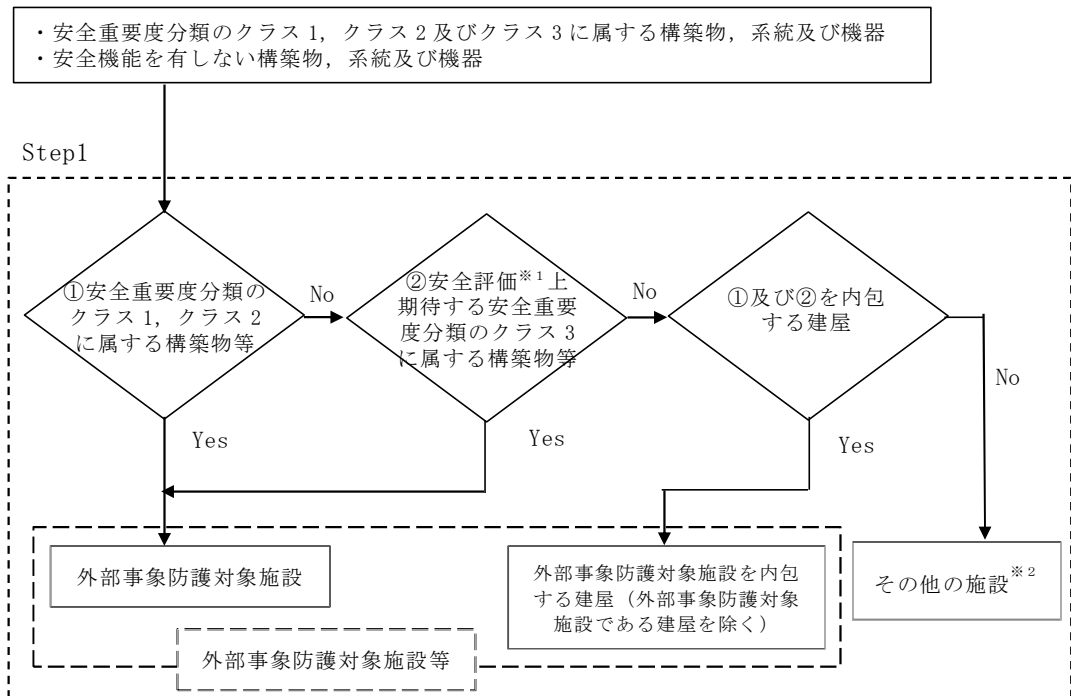 ・安全重要度分類のクラス1，クラス2及びクラス3に属する構築物，系統及び機器
・安全機能を有しない構築物，系統及び機器
Step1
①安全重要度分類の
クラス1，クラス2
に属する構築物等
No
②安全評価※1上
期待する安全重要
度分類のクラス3
に属する構築物等
No
①及び②を内包
する建屋
No
Yes
Yes
Yes
外部事象防護対象施設
外部事象防護対象施設を内包
する建屋（外部事象防護対象
施設である建屋を除く）
その他の施設※2
外部事象防護対象施設等